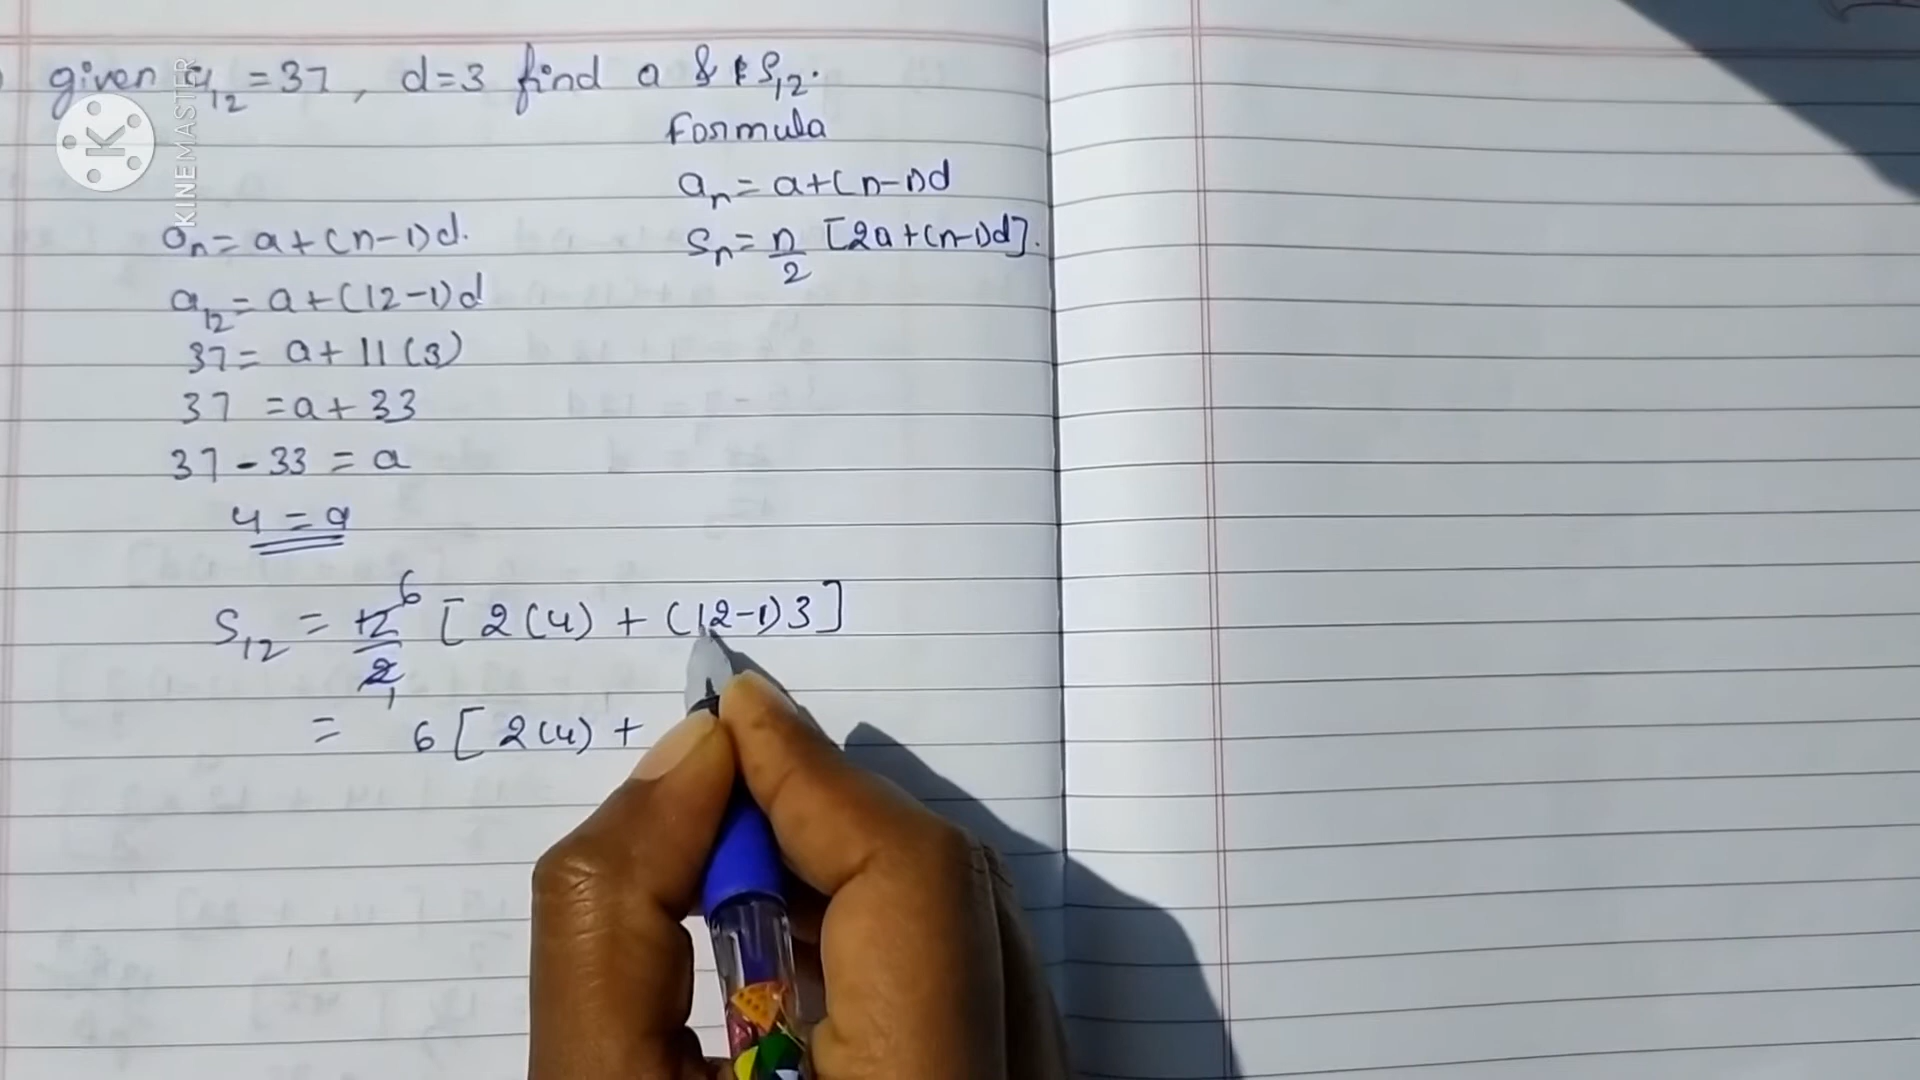 given a₁₂ = 37, d=3 find a & S₁₂.
Formula
aₙ = a+(n-1)d
Sₙ = n/2 [2a+(n-1)d].
aₙ = a+(n-1)d.
a₁₂ = a+(12-1)d
37 = a+11(3)
37 = a+33
37-33 = a
4 = a
S₁₂ = 12/2 6/1 [2(4) + (12-1)3]
= 6[2(4) +
KINEMASTER